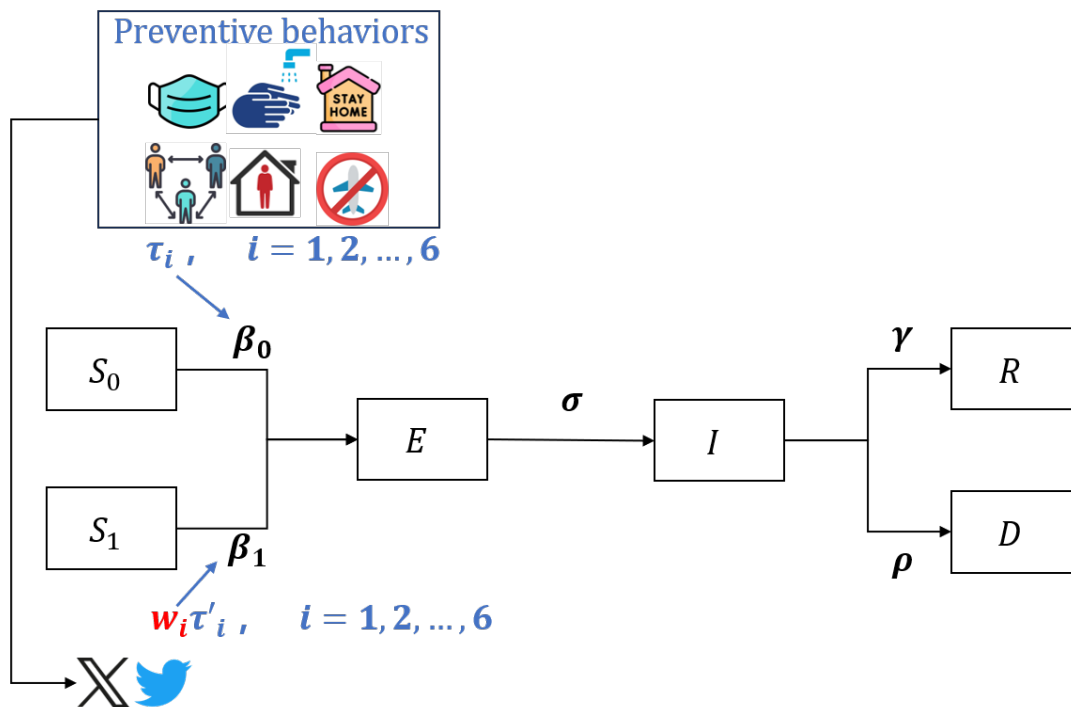 Preventive behaviors
STAY
HOME
τᵢ , i = 1, 2, ..., 6
β₀
S₀
γ
R
σ
E
I
S₁
β₁
ρ
D
wᵢτ′ᵢ , i = 1, 2, ..., 6